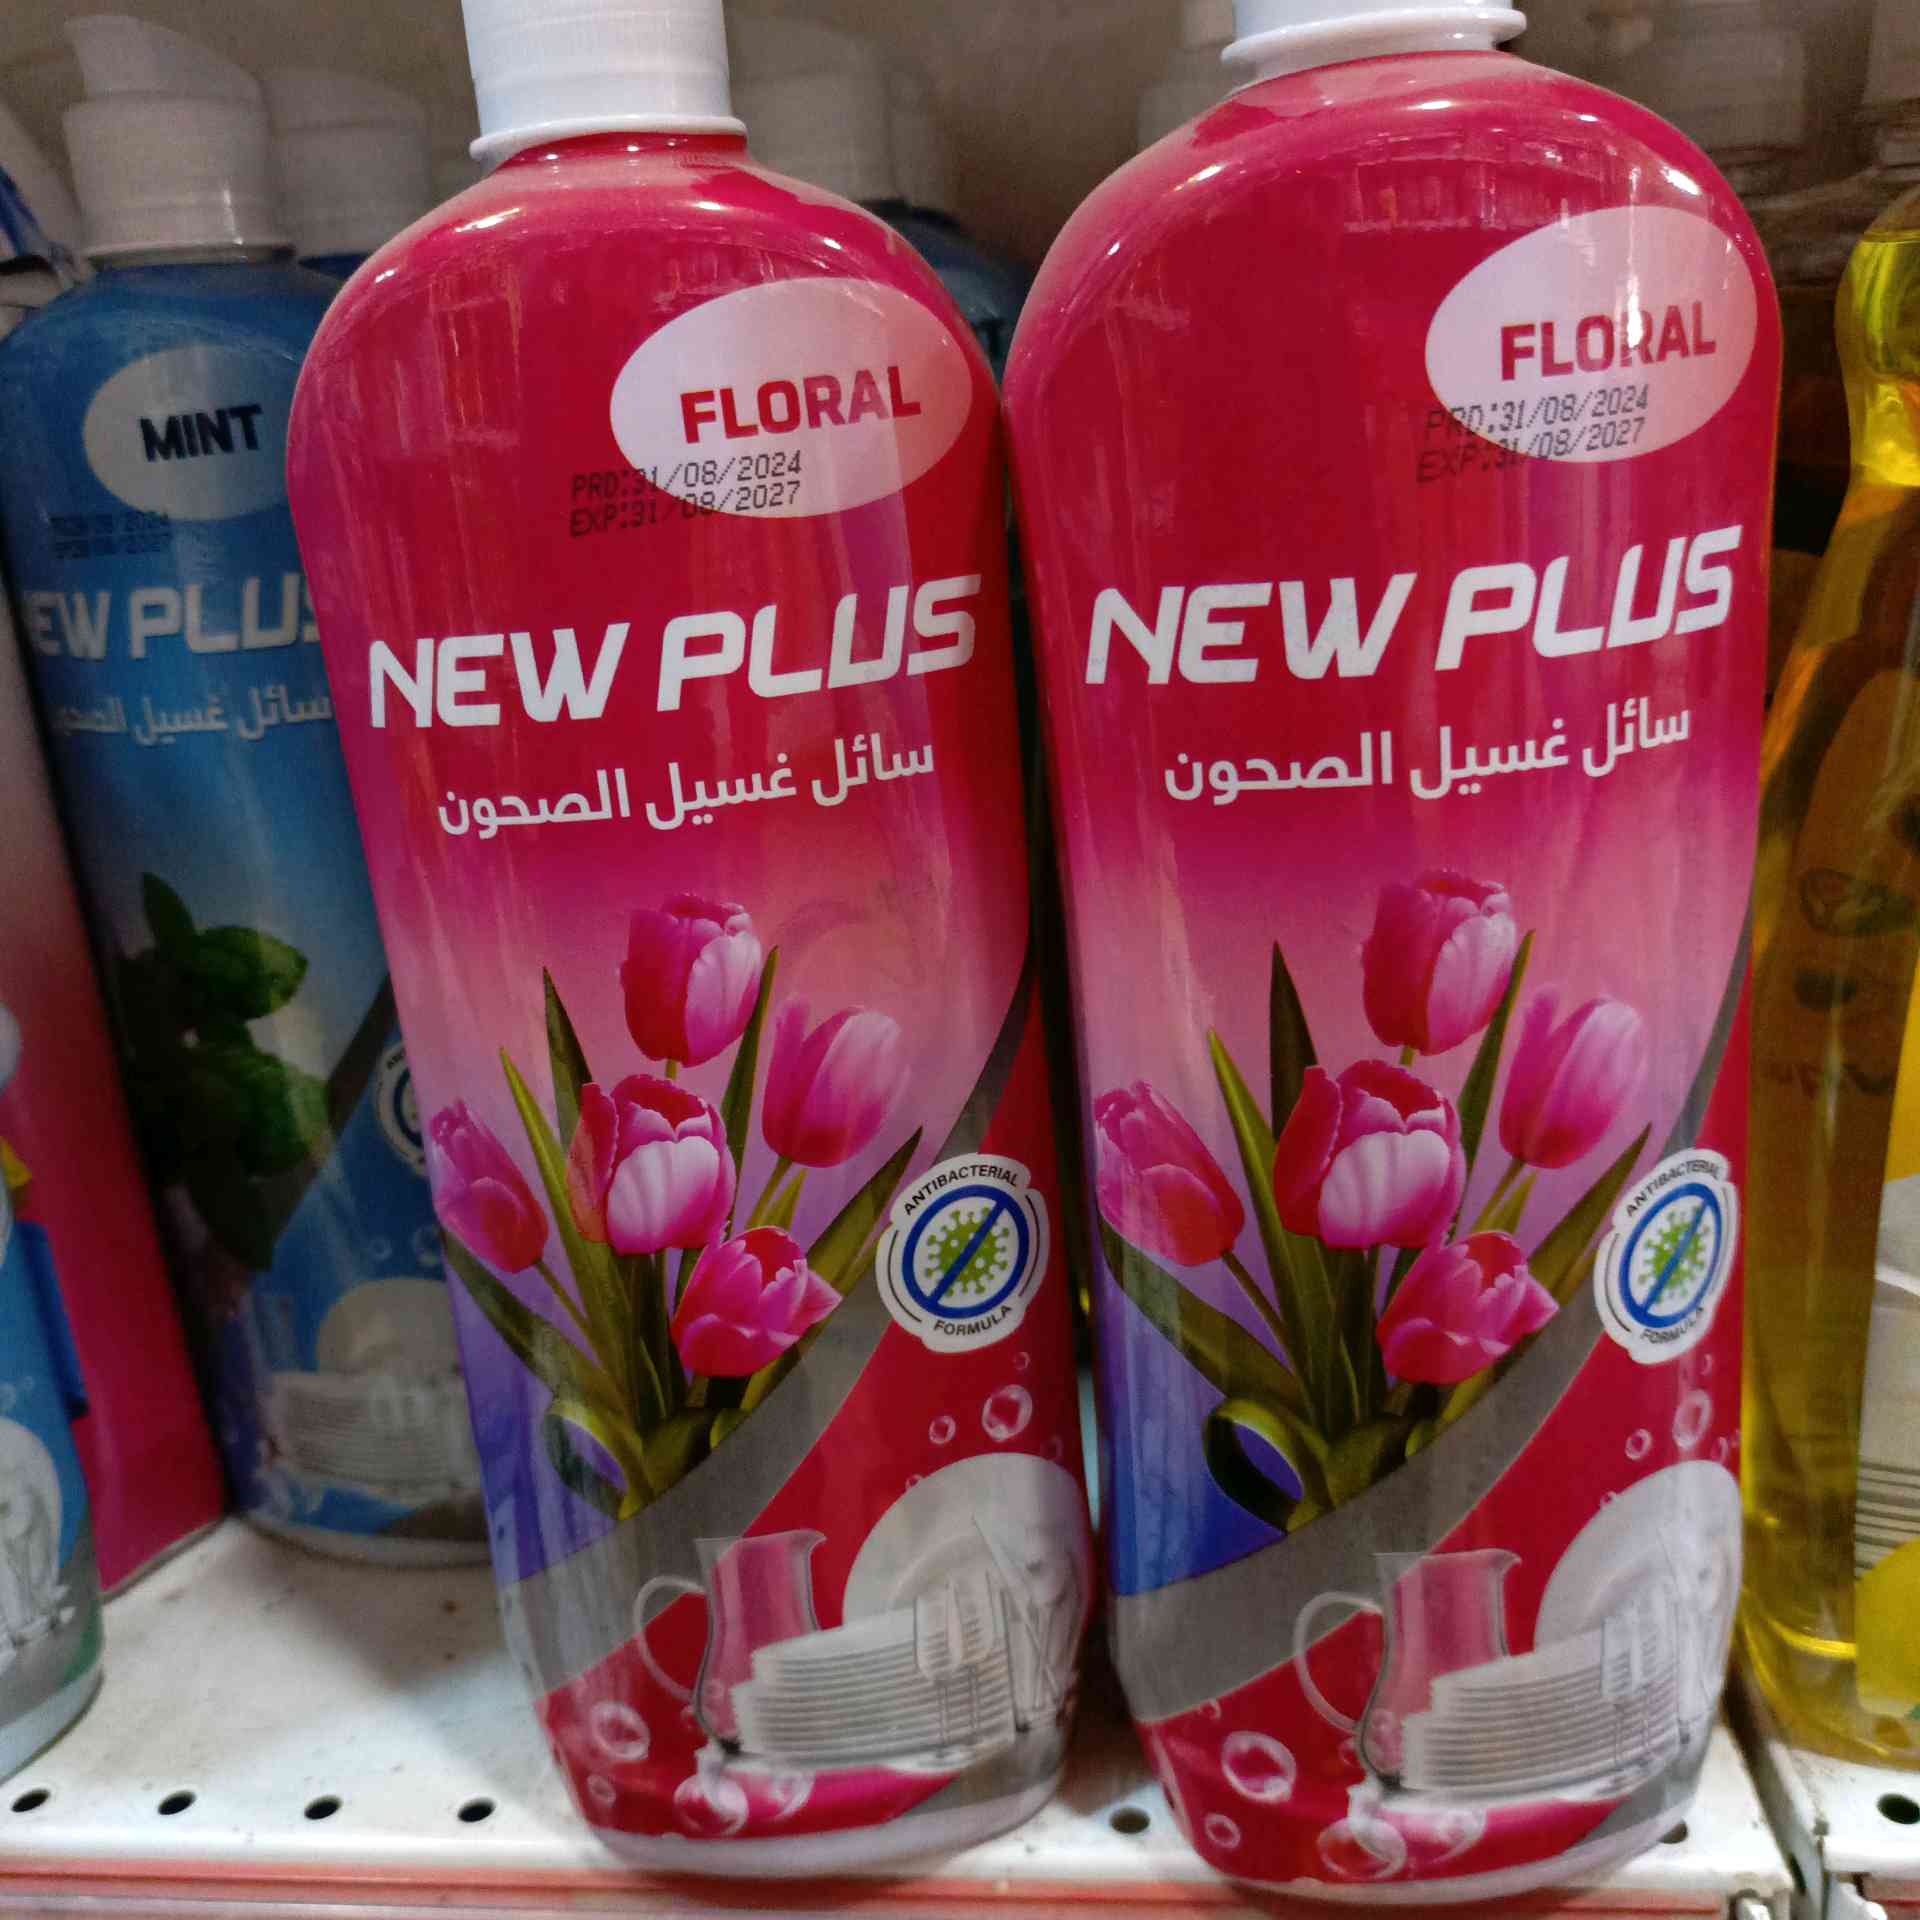 MINT
EW PLUS
سائل غسيل
FLORAL
PRD:31/08/2024
EXP:31/08/2027
NEW PLUS
سائل غسيل الصحون
ANTIBACTERIAL
FORMULA
FLORAL
PRD:31/08/2024
EXP:31/08/2027
NEW PLUS
سائل غسيل الصحون
ANTIBACTERIAL
FORMULA